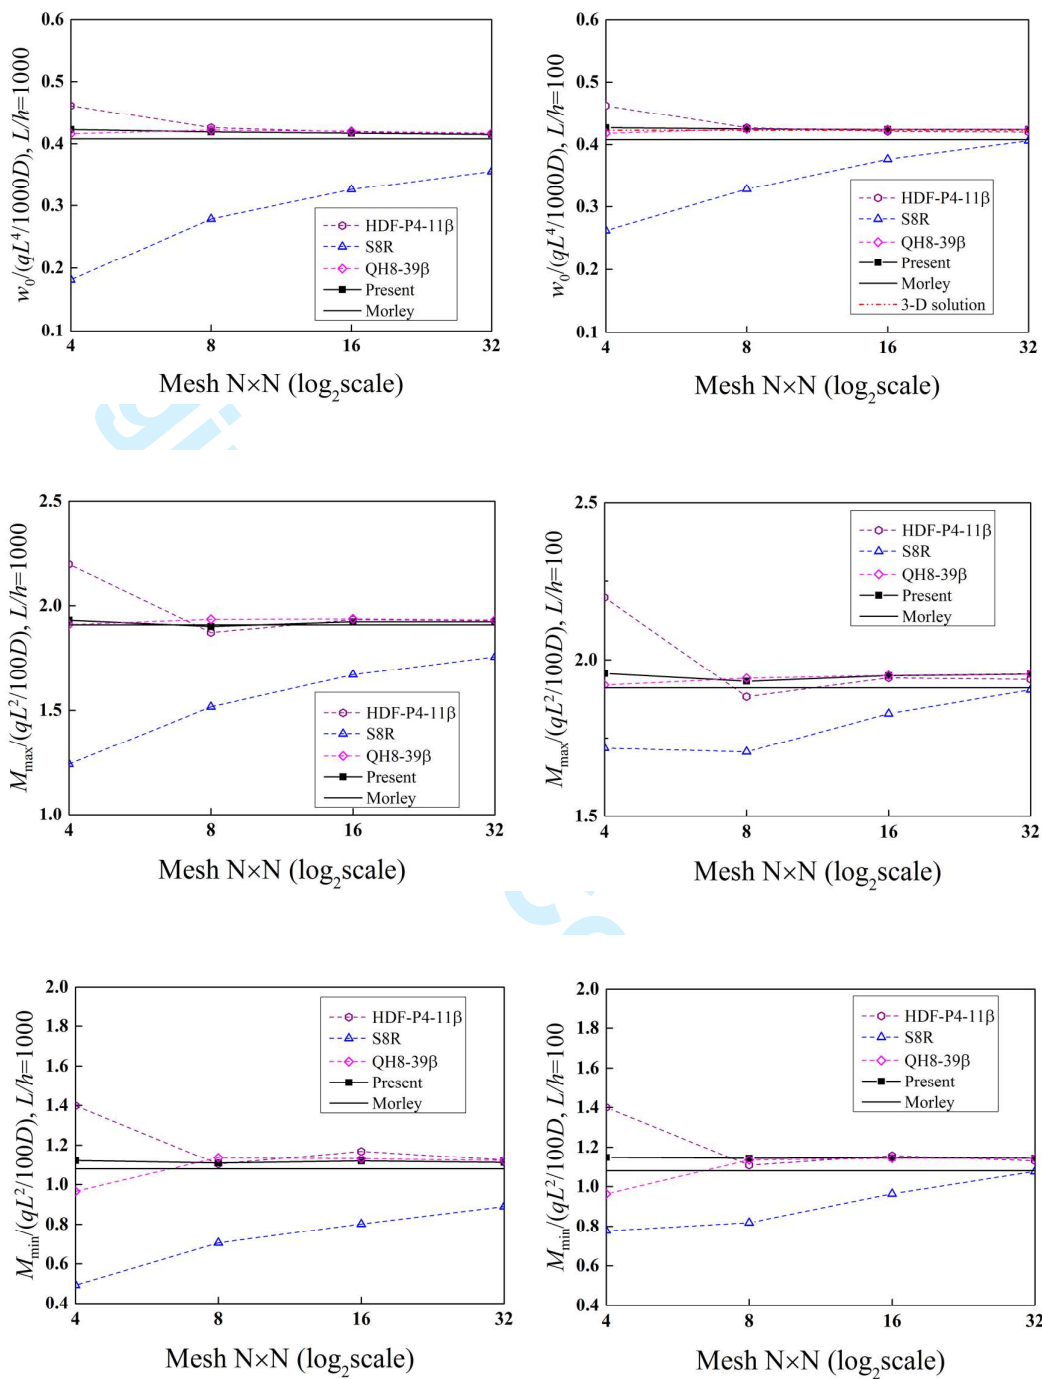 w₀/(qL⁴/1000D), L/h=1000
0.6
0.5
0.4
0.3
0.2
0.1
HDF-P4-11β
S8R
QH8-39β
Present
Morley
4 8 16 32
Mesh N×N (log₂scale)
w₀/(qL⁴/1000D), L/h=100
0.6
0.5
0.4
0.3
0.2
0.1
HDF-P4-11β
S8R
QH8-39β
Present
Morley
3-D solution
4 8 16 32
Mesh N×N (log₂scale)
M_max/(qL²/100D), L/h=1000
2.5
2.0
1.5
1.0
HDF-P4-11β
S8R
QH8-39β
Present
Morley
4 8 16 32
Mesh N×N (log₂scale)
M_max/(qL²/100D), L/h=100
2.5
2.0
1.5
HDF-P4-11β
S8R
QH8-39β
Present
Morley
4 8 16 32
Mesh N×N (log₂scale)
M_min/(qL²/100D), L/h=1000
2.0
1.8
1.6
1.4
1.2
1.0
0.8
0.6
0.4
HDF-P4-11β
S8R
QH8-39β
Present
Morley
4 8 16 32
Mesh N×N (log₂scale)
M_min/(qL²/100D, L/h=100
2.0
1.8
1.6
1.4
1.2
1.0
0.8
0.6
0.4
HDF-P4-11β
S8R
QH8-39β
Present
Morley
4 8 16 32
Mesh N×N (log₂scale)